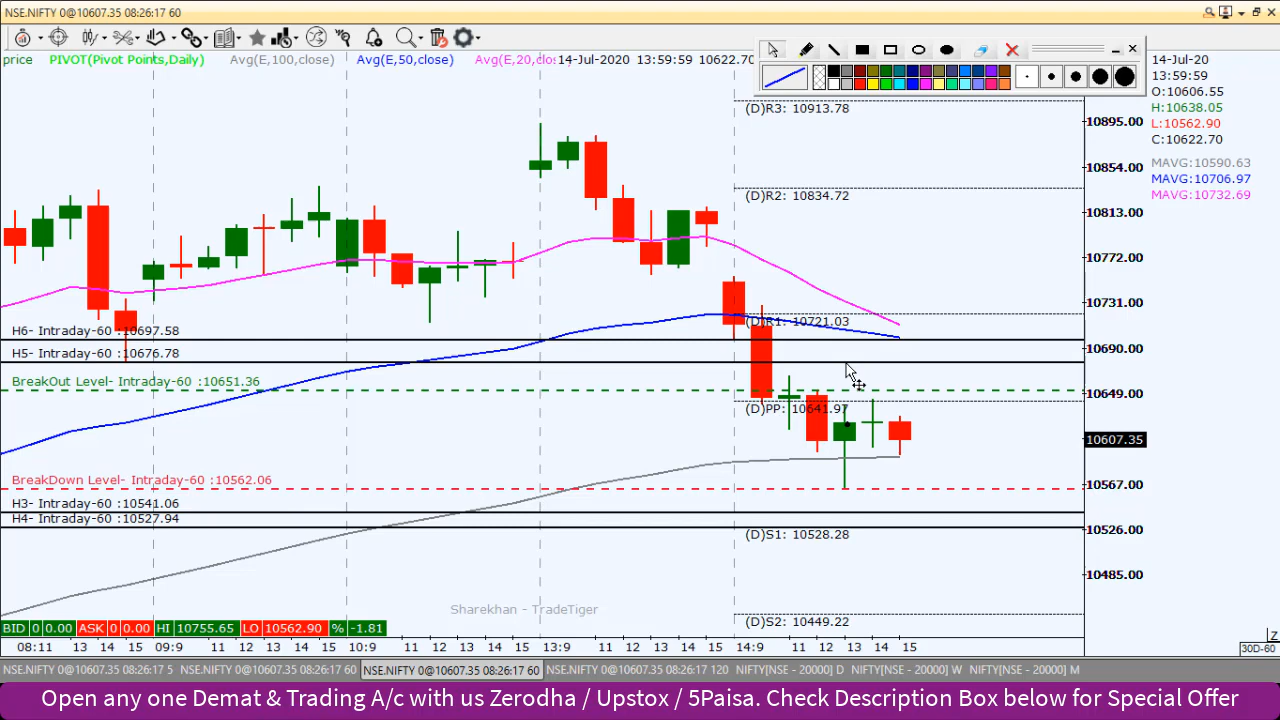 NSE.NIFTY 0@10607.35 08:26:17 60
price PIVOT(Pivot Points,Daily) Avg(E,100,close) Avg(E,50,close) Avg(E,20,clos 14-Jul-2020 13:59:59 10622.70
14-Jul-20
13:59:59
O:10606.55
H:10638.05
L:10562.90
C:10622.70
MAVG:10590.63
MAVG:10706.97
MAVG:10732.69
(D)R3: 10913.78
10895.00
10854.00
(D)R2: 10834.72
10813.00
10772.00
10731.00
(D)R1: 10721.03
H6- Intraday-60 :10697.58
10690.00
H5- Intraday-60 :10676.78
BreakOut Level- Intraday-60 :10651.36
10649.00
(D)PP: 10641.97
10607.35
BreakDown Level- Intraday-60 :10562.06
10567.00
H3- Intraday-60 :10541.06
H4- Intraday-60 :10527.94
10526.00
(D)S1: 10528.28
10485.00
Sharekhan - TradeTiger
(D)S2: 10449.22
BID 0 0.00 ASK 0 0.00 HI 10755.65 LO 10562.90 % -1.81
Z
08:11 13 14 15 09:9 11 12 13 14 15 10:9 11 12 13 14 15 13:9 11 12 13 14 15 14:9 11 12 13 14 15
30D-60
NSE.NIFTY 0@10607.35 08:26:17 5 NSE.NIFTY 0@10607.35 08:26:17 60 NSE.NIFTY 0@10607.35 08:26:17 60 NSE.NIFTY 0@10607.35 08:26:17 120 NIFTY[NSE - 20000] D NIFTY[NSE - 20000] W NIFTY[NSE - 20000] M
Open any one Demat & Trading A/c with us Zerodha / Upstox / 5Paisa. Check Description Box below for Special Offer